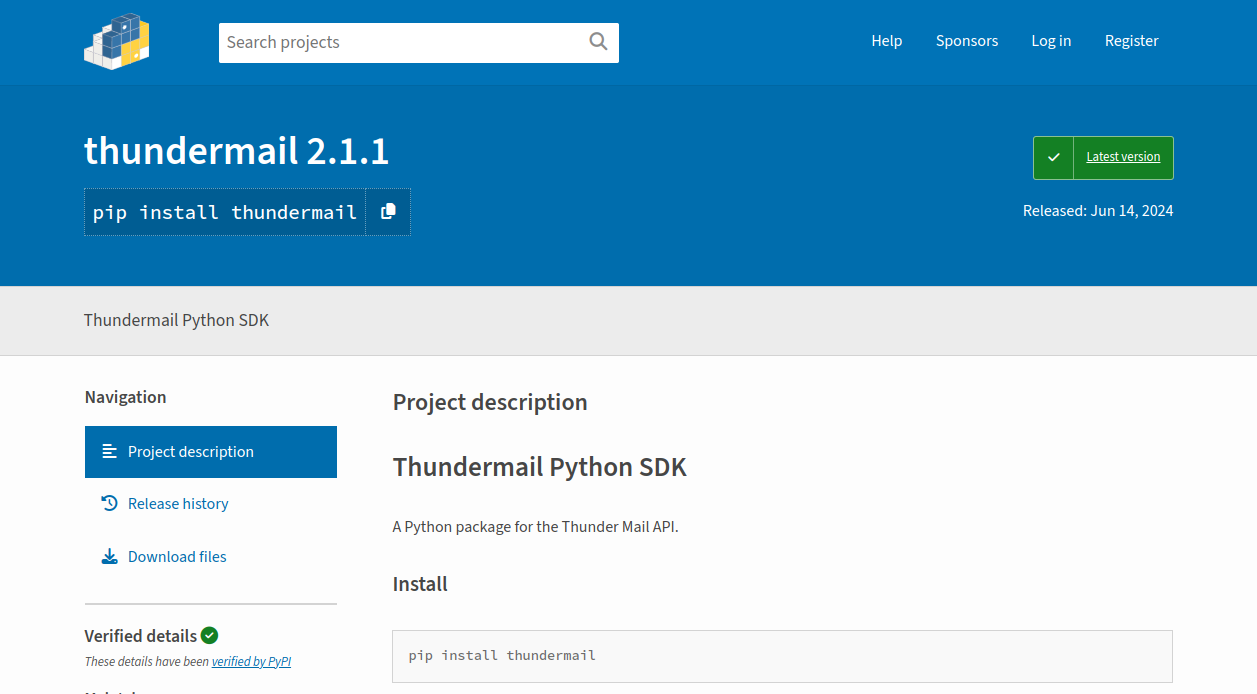 Search projects
Help Sponsors Log in Register
thundermail 2.1.1
pip install thundermail
Latest version
Released: Jun 14, 2024
Thundermail Python SDK
Navigation
Project description
Release history
Download files
Verified details
These details have been verified by PyPI
Project description
Thundermail Python SDK
A Python package for the Thunder Mail API.
Install
pip install thundermail